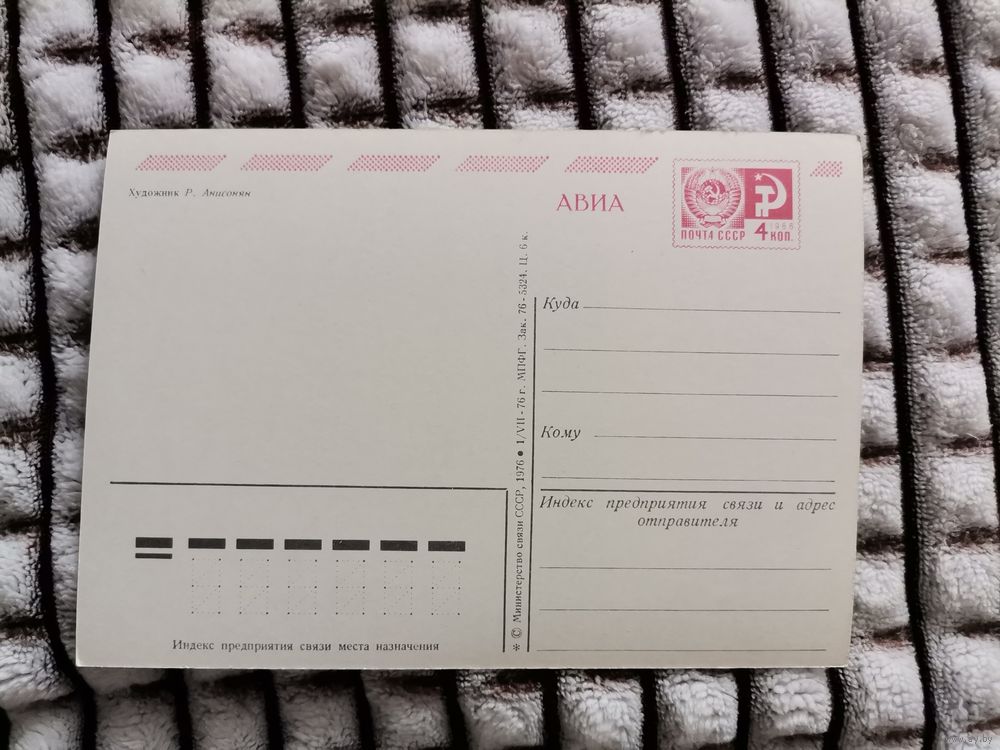 Художник Р. Анисонян
АВИА
ПОЧТА СССР 4 КОП.
1966
Куда
Кому
Индекс предприятия связи и адрес
отправителя
* © Министерство связи СССР, 1976 ● 1/VII - 76 г. МПФГ. Зак. 76 - 5324. Ц. 6 к.
Индекс предприятия связи места назначения